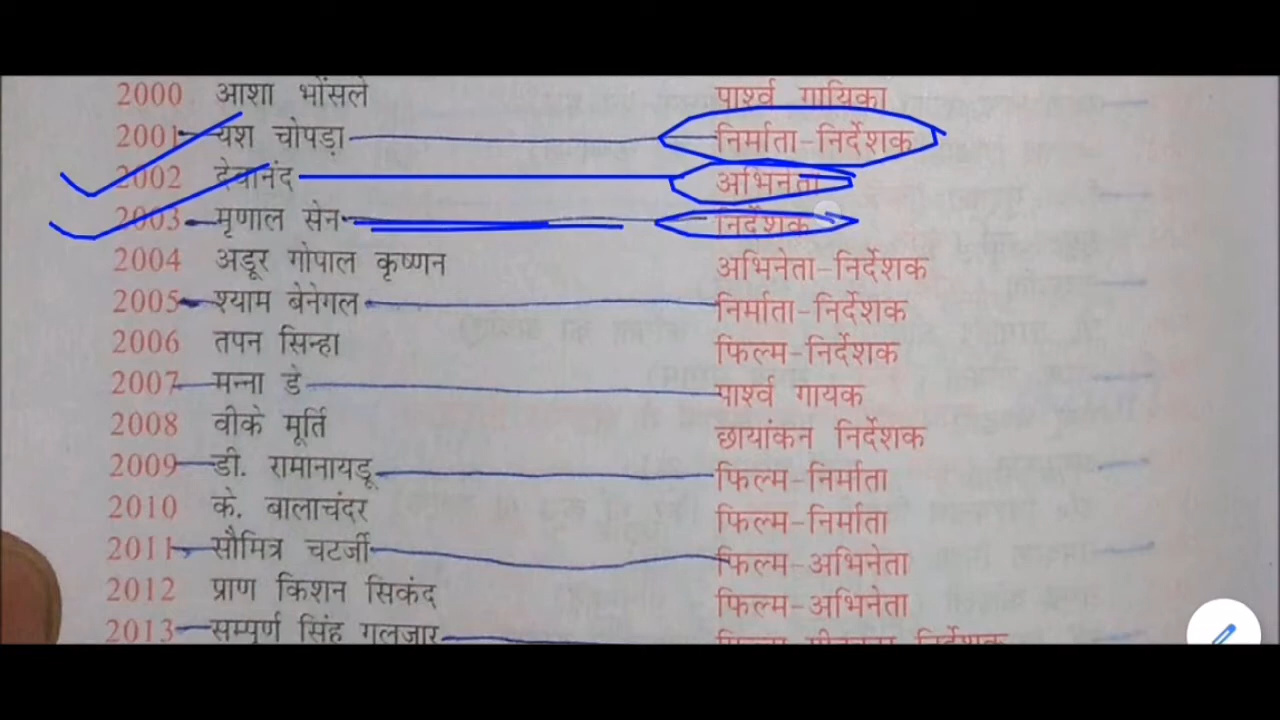 2000 आशा भोंसले पार्श्व गायिका
2001 यश चोपड़ा निर्माता-निर्देशक
2002 देवानंद अभिनेता
2003 मृणाल सेन निर्देशक
2004 अडूर गोपाल कृष्णन अभिनेता-निर्देशक
2005 श्याम बेनेगल निर्माता-निर्देशक
2006 तपन सिन्हा फिल्म-निर्देशक
2007 मन्ना डे पार्श्व गायक
2008 वीके मूर्ति छायांकन निर्देशक
2009 डी. रामानायडू फिल्म-निर्माता
2010 के. बालाचंदर फिल्म-निर्माता
2011 सौमित्र चटर्जी फिल्म-अभिनेता
2012 प्राण किशन सिकंद फिल्म-अभिनेता
2013 सम्पूर्ण सिंह गुलजार